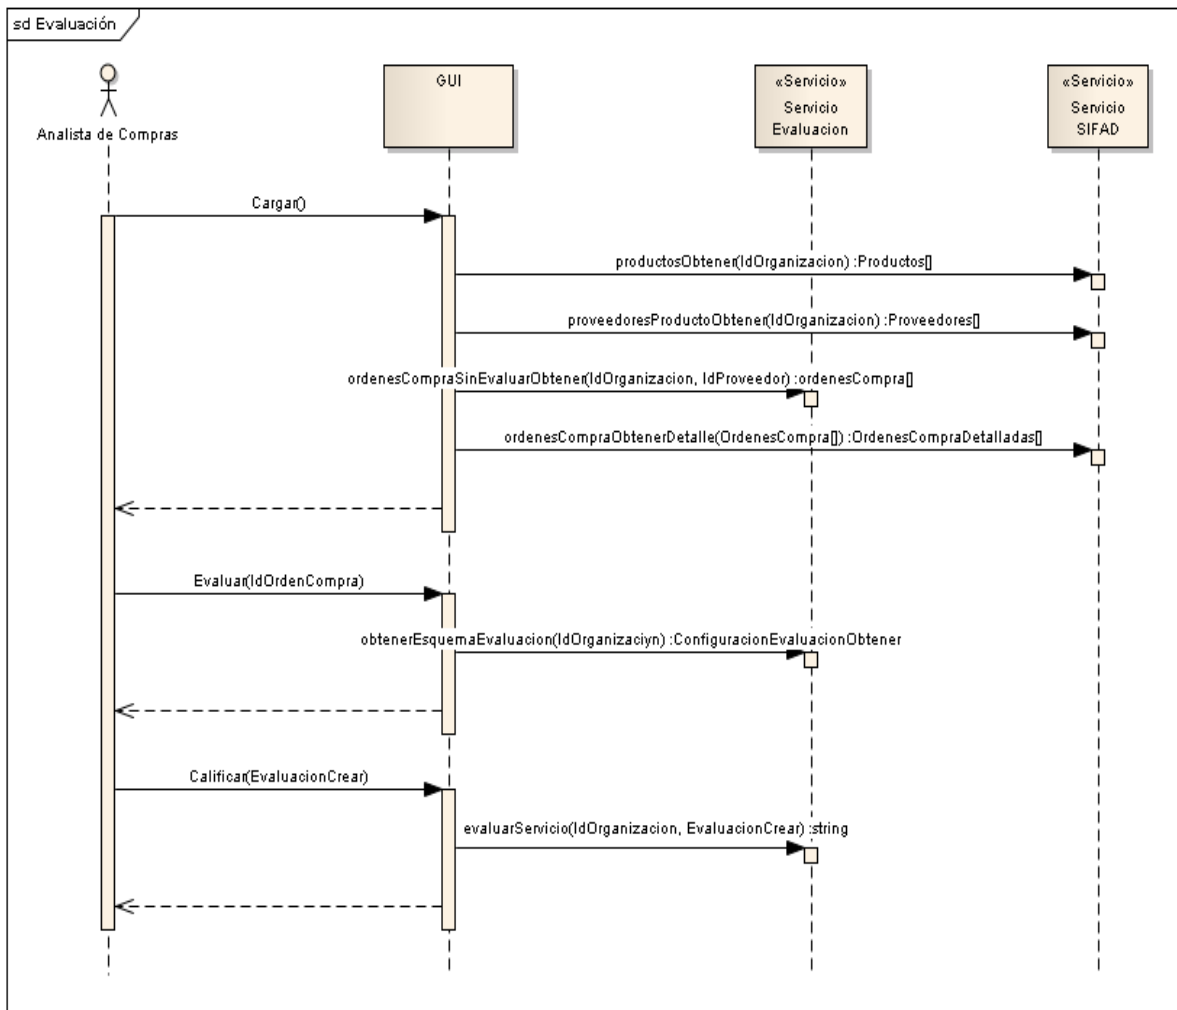 sd Evaluación
Analista de Compras
GUI
«Servicio»
Servicio
Evaluacion
«Servicio»
Servicio
SIFAD
Cargar()
productosObtener(IdOrganizacion) :Productos[]
proveedoresProductoObtener(IdOrganizacion) :Proveedores[]
ordenesCompraSinEvaluarObtener(IdOrganizacion, IdProveedor) :ordenesCompra[]
ordenesCompraObtenerDetalle(OrdenesCompra[]) :OrdenesCompraDetalladas[]
Evaluar(IdOrdenCompra)
obtenerEsquemaEvaluacion(IdOrganizaciyn) :ConfiguracionEvaluacionObtener
Calificar(EvaluacionCrear)
evaluarServicio(IdOrganizacion, EvaluacionCrear) :string